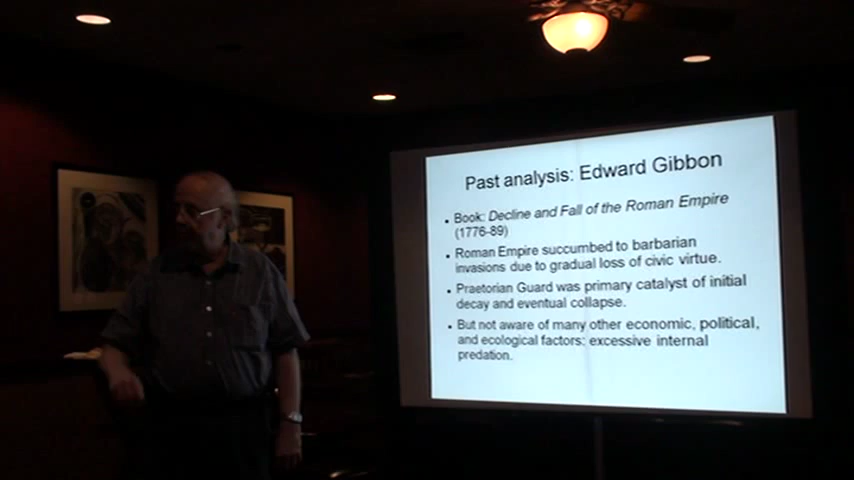 Past analysis: Edward Gibbon
• Book: Decline and Fall of the Roman Empire
(1776-89)
• Roman Empire succumbed to barbarian
invasions due to gradual loss of civic virtue.
• Praetorian Guard was primary catalyst of initial
decay and eventual collapse.
• But not aware of many other economic, political,
and ecological factors: excessive internal
predation.